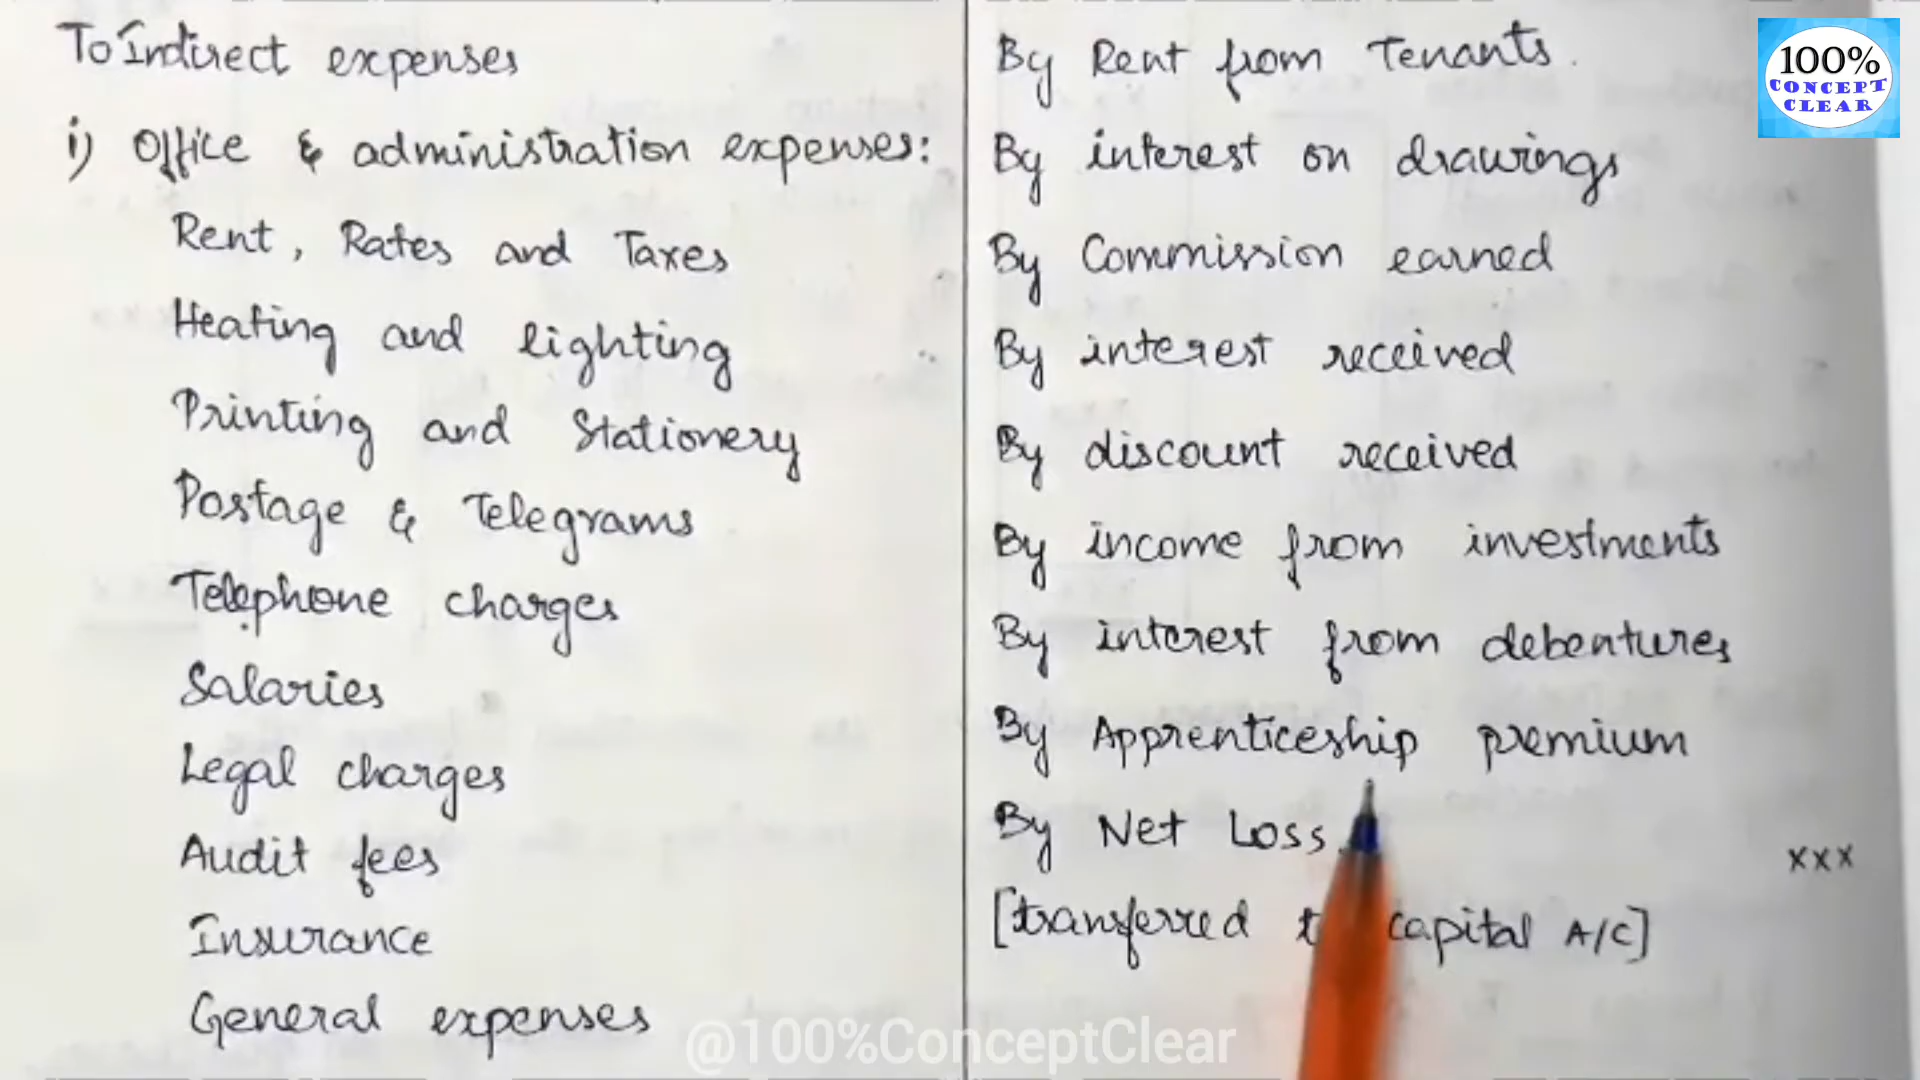 To Indirect expenses
i) Office & administration expenses:
Rent, Rates and Taxes
Heating and lighting
Printing and Stationery
Postage & Telegrams
Telephone charges
Salaries
Legal charges
Audit fees
Insurance
General expenses
By Rent from Tenants.
By interest on drawings
By Commission earned
By interest received
By discount received
By income from investments
By interest from debentures
By Apprenticeship premium
By Net Loss
xxx
[transferred t capital A/C]
100%
CONCEPT
CLEAR
@100%ConceptClear